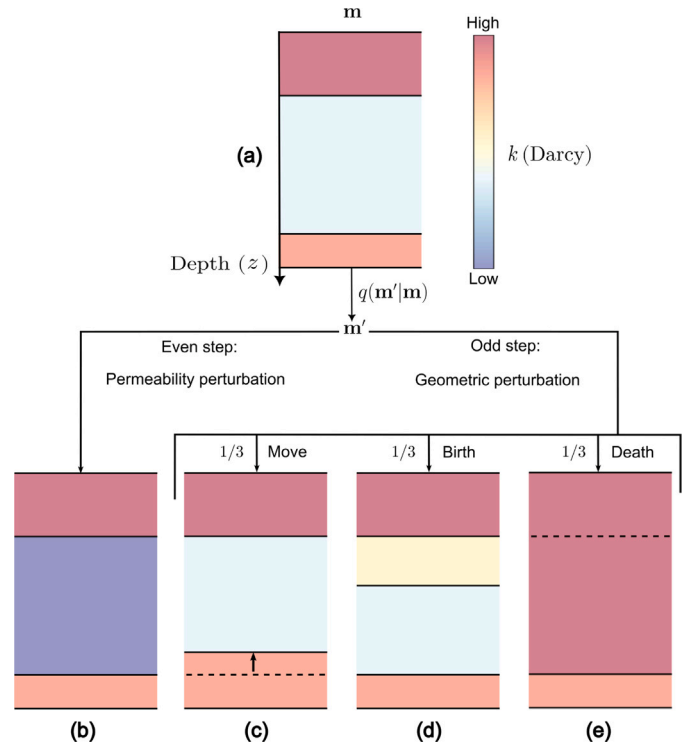 m
High
(a)
k (Darcy)
Depth (z)
Low
q(m′|m)
m′
Even step:
Odd step:
Permeability perturbation
Geometric perturbation
1/3 Move
1/3 Birth
1/3 Death
(b)
(c)
(d)
(e)